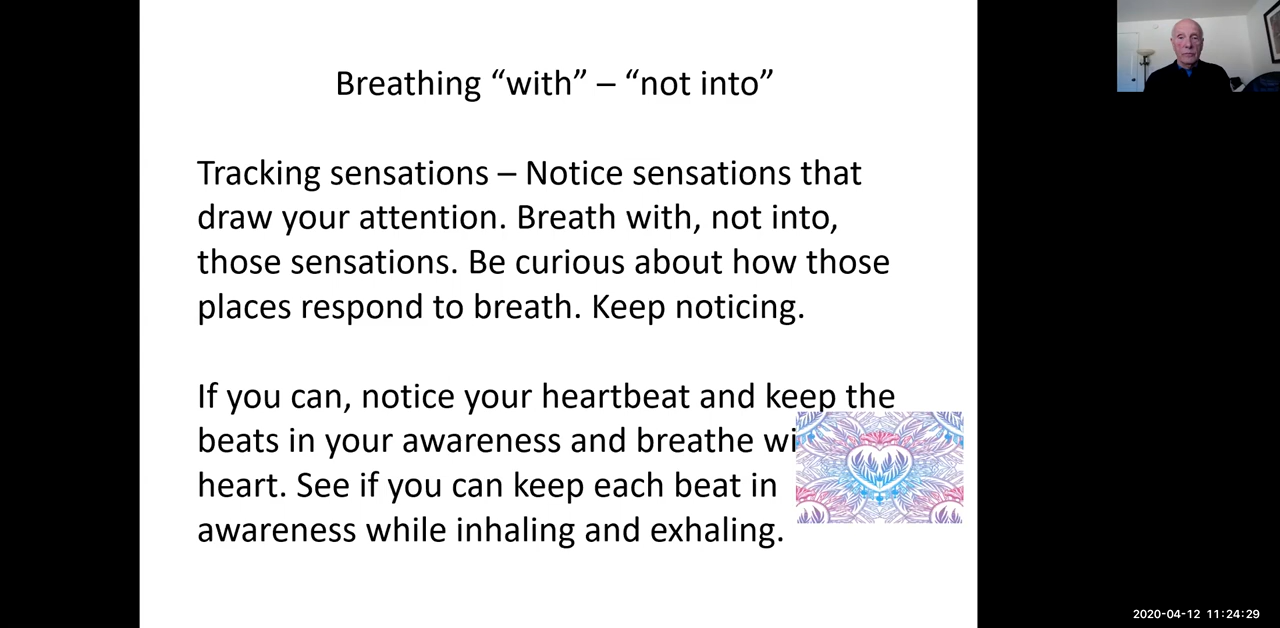 Breathing “with” – “not into”
Tracking sensations – Notice sensations that
draw your attention. Breath with, not into,
those sensations. Be curious about how those
places respond to breath. Keep noticing.
If you can, notice your heartbeat and keep the
beats in your awareness and breathe wi
heart. See if you can keep each beat in
awareness while inhaling and exhaling.
2020-04-12 11:24:29